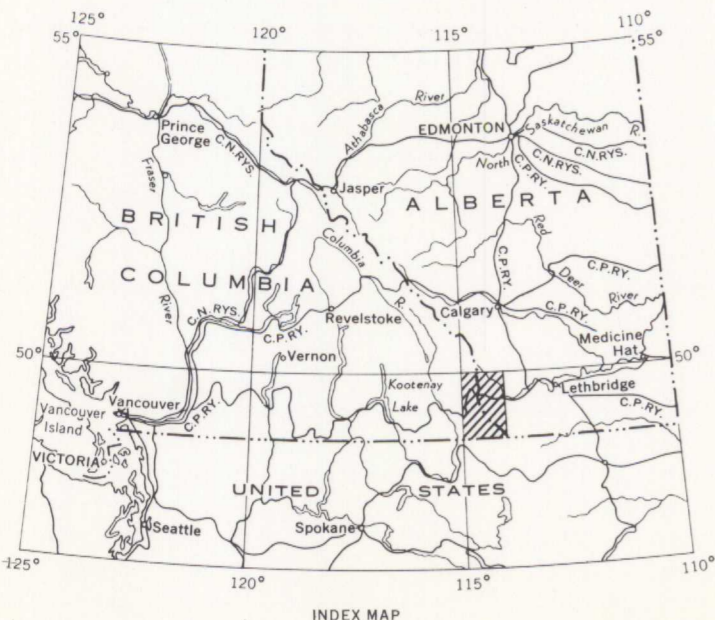 125°
120°
115°
110°
55°
55°
Prince
George
C.N.RYS.
Fraser
River
Athabasca
River
EDMONTON
Saskatchewan
R.
North
C.N.RYS.
C.N.RYS.
C.P.RY.
Jasper
ALBERTA
BRITISH
COLUMBIA
Columbia
R.
Red
Deer
River
C.P.RY.
C.P.RY.
C.P.RY
C.N.RYS.
C.P.RY.
Revelstoke
Calgary
Medicine
Hat
50°
50°
Vernon
Kootenay
Lake
Lethbridge
C.P.RY.
Vancouver
C.P.RY.
Vancouver
Island
VICTORIA
UNITED STATES
Seattle
Spokane
125°
120°
115°
110°
INDEX MAP